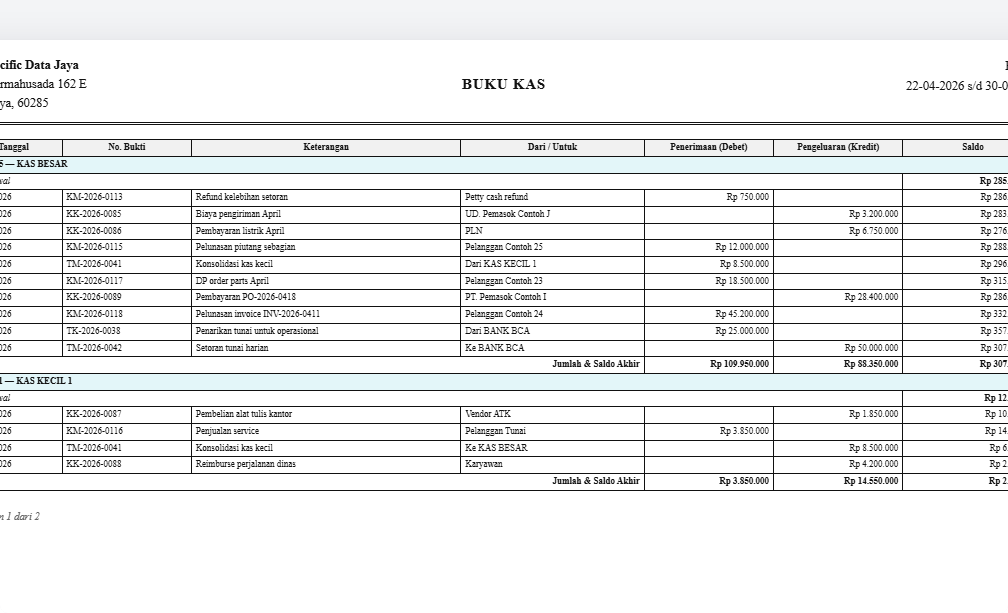 cific Data Jaya
rmahusada 162 E
ya, 60285
BUKU KAS
22-04-2026 s/d 30-0
Tanggal No. Bukti Keterangan Dari / Untuk Penerimaan (Debet) Pengeluaran (Kredit) Saldo
5 — KAS BESAR
wal Rp 285.
026 KM-2026-0113 Refund kelebihan setoran Petty cash refund Rp 750.000 Rp 286.
026 KK-2026-0085 Biaya pengiriman April UD. Pemasok Contoh J Rp 3.200.000 Rp 283.
026 KK-2026-0086 Pembayaran listrik April PLN Rp 6.750.000 Rp 276.
026 KM-2026-0115 Pelunasan piutang sebagian Pelanggan Contoh 25 Rp 12.000.000 Rp 288.
026 TM-2026-0041 Konsolidasi kas kecil Dari KAS KECIL 1 Rp 8.500.000 Rp 296.
026 KM-2026-0117 DP order parts April Pelanggan Contoh 23 Rp 18.500.000 Rp 315.
026 KK-2026-0089 Pembayaran PO-2026-0418 PT. Pemasok Contoh I Rp 28.400.000 Rp 286.
026 KM-2026-0118 Pelunasan invoice INV-2026-0411 Pelanggan Contoh 24 Rp 45.200.000 Rp 332.
026 TK-2026-0038 Penarikan tunai untuk operasional Dari BANK BCA Rp 25.000.000 Rp 357.
026 TM-2026-0042 Setoran tunai harian Ke BANK BCA Rp 50.000.000 Rp 307.
Jumlah & Saldo Akhir Rp 109.950.000 Rp 88.350.000 Rp 307.
1 — KAS KECIL 1
wal Rp 12.
026 KK-2026-0087 Pembelian alat tulis kantor Vendor ATK Rp 1.850.000 Rp 10.
026 KM-2026-0116 Penjualan service Pelanggan Tunai Rp 3.850.000 Rp 14.
026 TM-2026-0041 Konsolidasi kas kecil Ke KAS BESAR Rp 8.500.000 Rp 6.
026 KK-2026-0088 Reimburse perjalanan dinas Karyawan Rp 4.200.000 Rp 2.
Jumlah & Saldo Akhir Rp 3.850.000 Rp 14.550.000 Rp 2.
n 1 dari 2